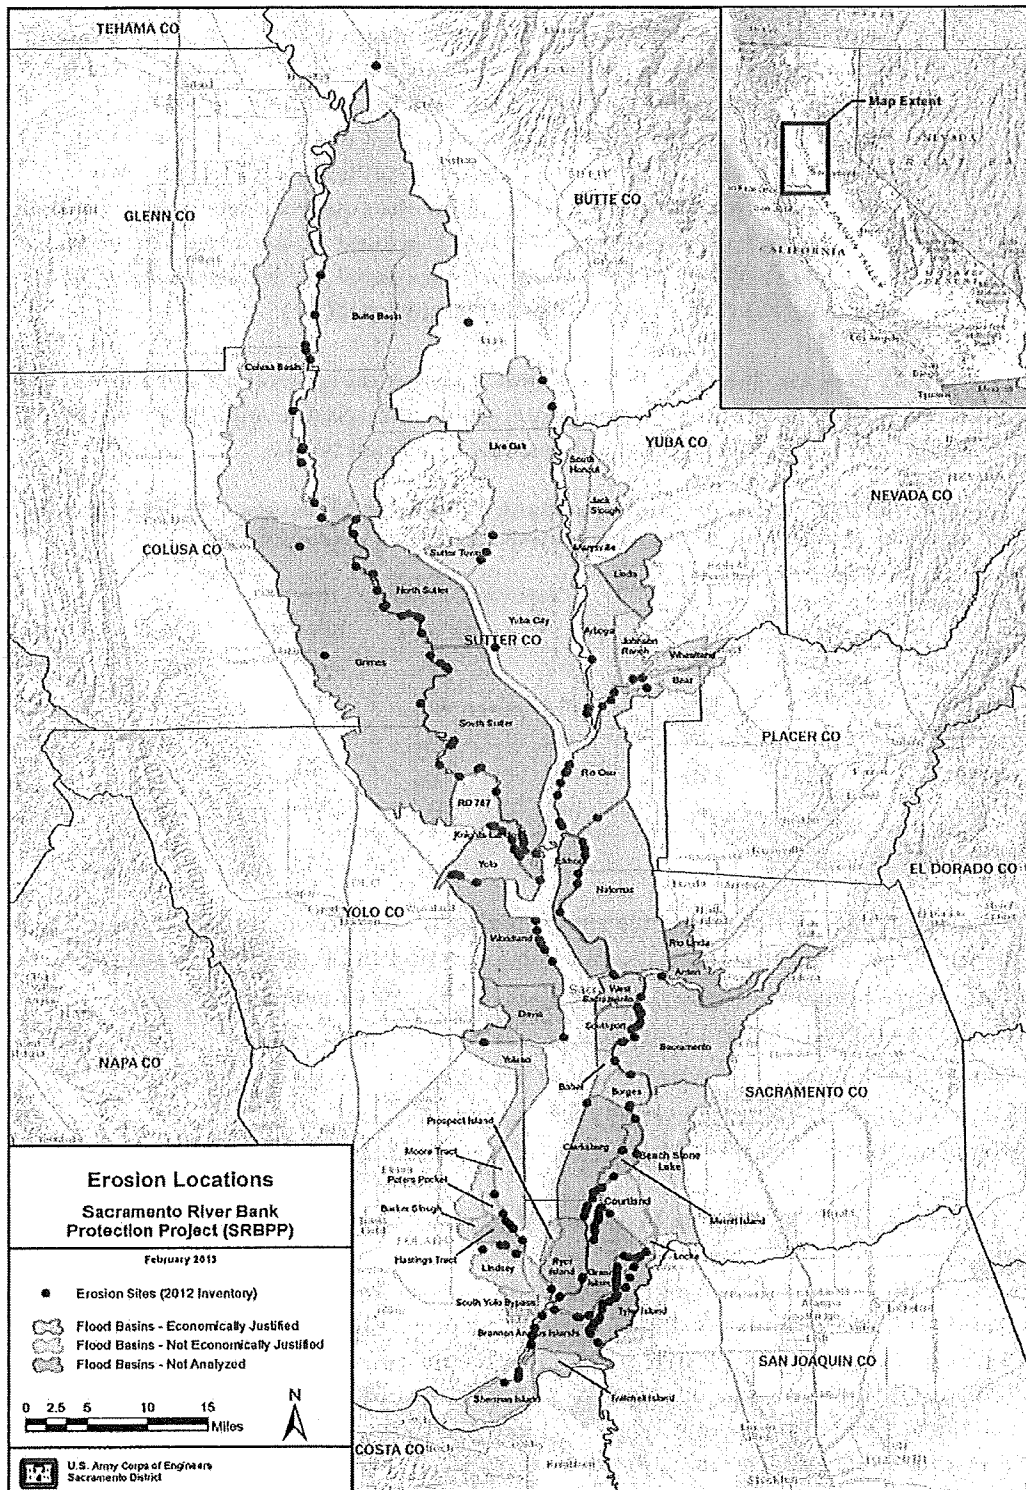 TEHAMA CO
Map Extent
NEVADA
CALIFORNIA
GLENN CO
BUTTE CO
Butte Basin
Colusa Basin
Live Oak
YUBA CO
South Honcut
Jack Slough
NEVADA CO
COLUSA CO
Marysville
Sutter Town
Linda
North Sutter
Yuba City
SUTTER CO
Arboga
Johnson Ranch
Wheatland
Grimes
Bear
South Sutter
PLACER CO
Rio Oso
RD 787
Knights Landing
Yolo
Elkhorn
Natomas
EL DORADO CO
YOLO CO
Woodland
Rio Linda
Arden
West Sacramento
Southport
Davis
Sacramento
NAPA CO
Yolano
Babel
Borges
SACRAMENTO CO
Prospect Island
Clarksburg
Moore Tract
Beach Stone Lake
Peters Pocket
Courtland
Merritt Island
Barker Slough
Hastings Tract
Locke
Lindsey
Ryer Island
Grand Island
South Yolo Bypass
Tyler Island
Brannan Andrus Islands
SAN JOAQUIN CO
Sherman Island
Twitchell Island
COSTA CO
Erosion Locations
Sacramento River Bank
Protection Project (SRBPP)
February 2013
Erosion Sites (2012 Inventory)
Flood Basins - Economically Justified
Flood Basins - Not Economically Justified
Flood Basins - Not Analyzed
0 2.5 5 10 15
Miles
N
U.S. Army Corps of Engineers
Sacramento District